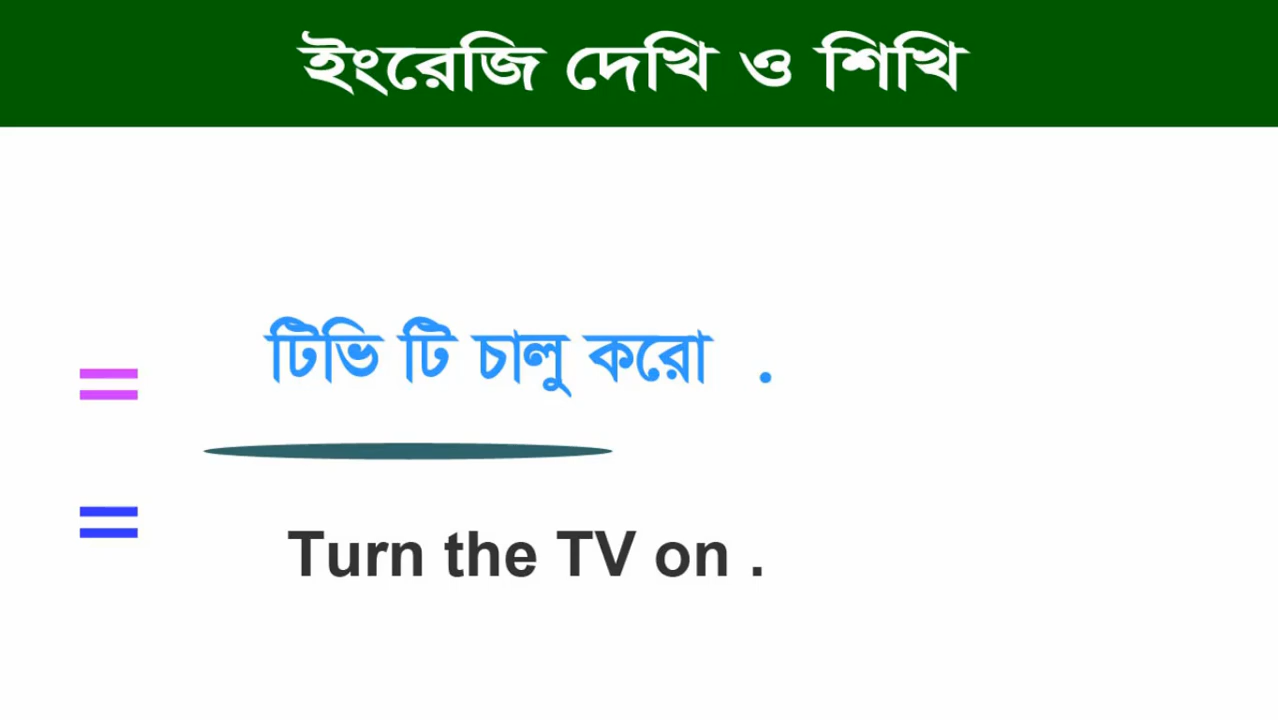 ইংরেজি দেখি ও শিখি
= টিভি টি চালু করো .
= Turn the TV on .